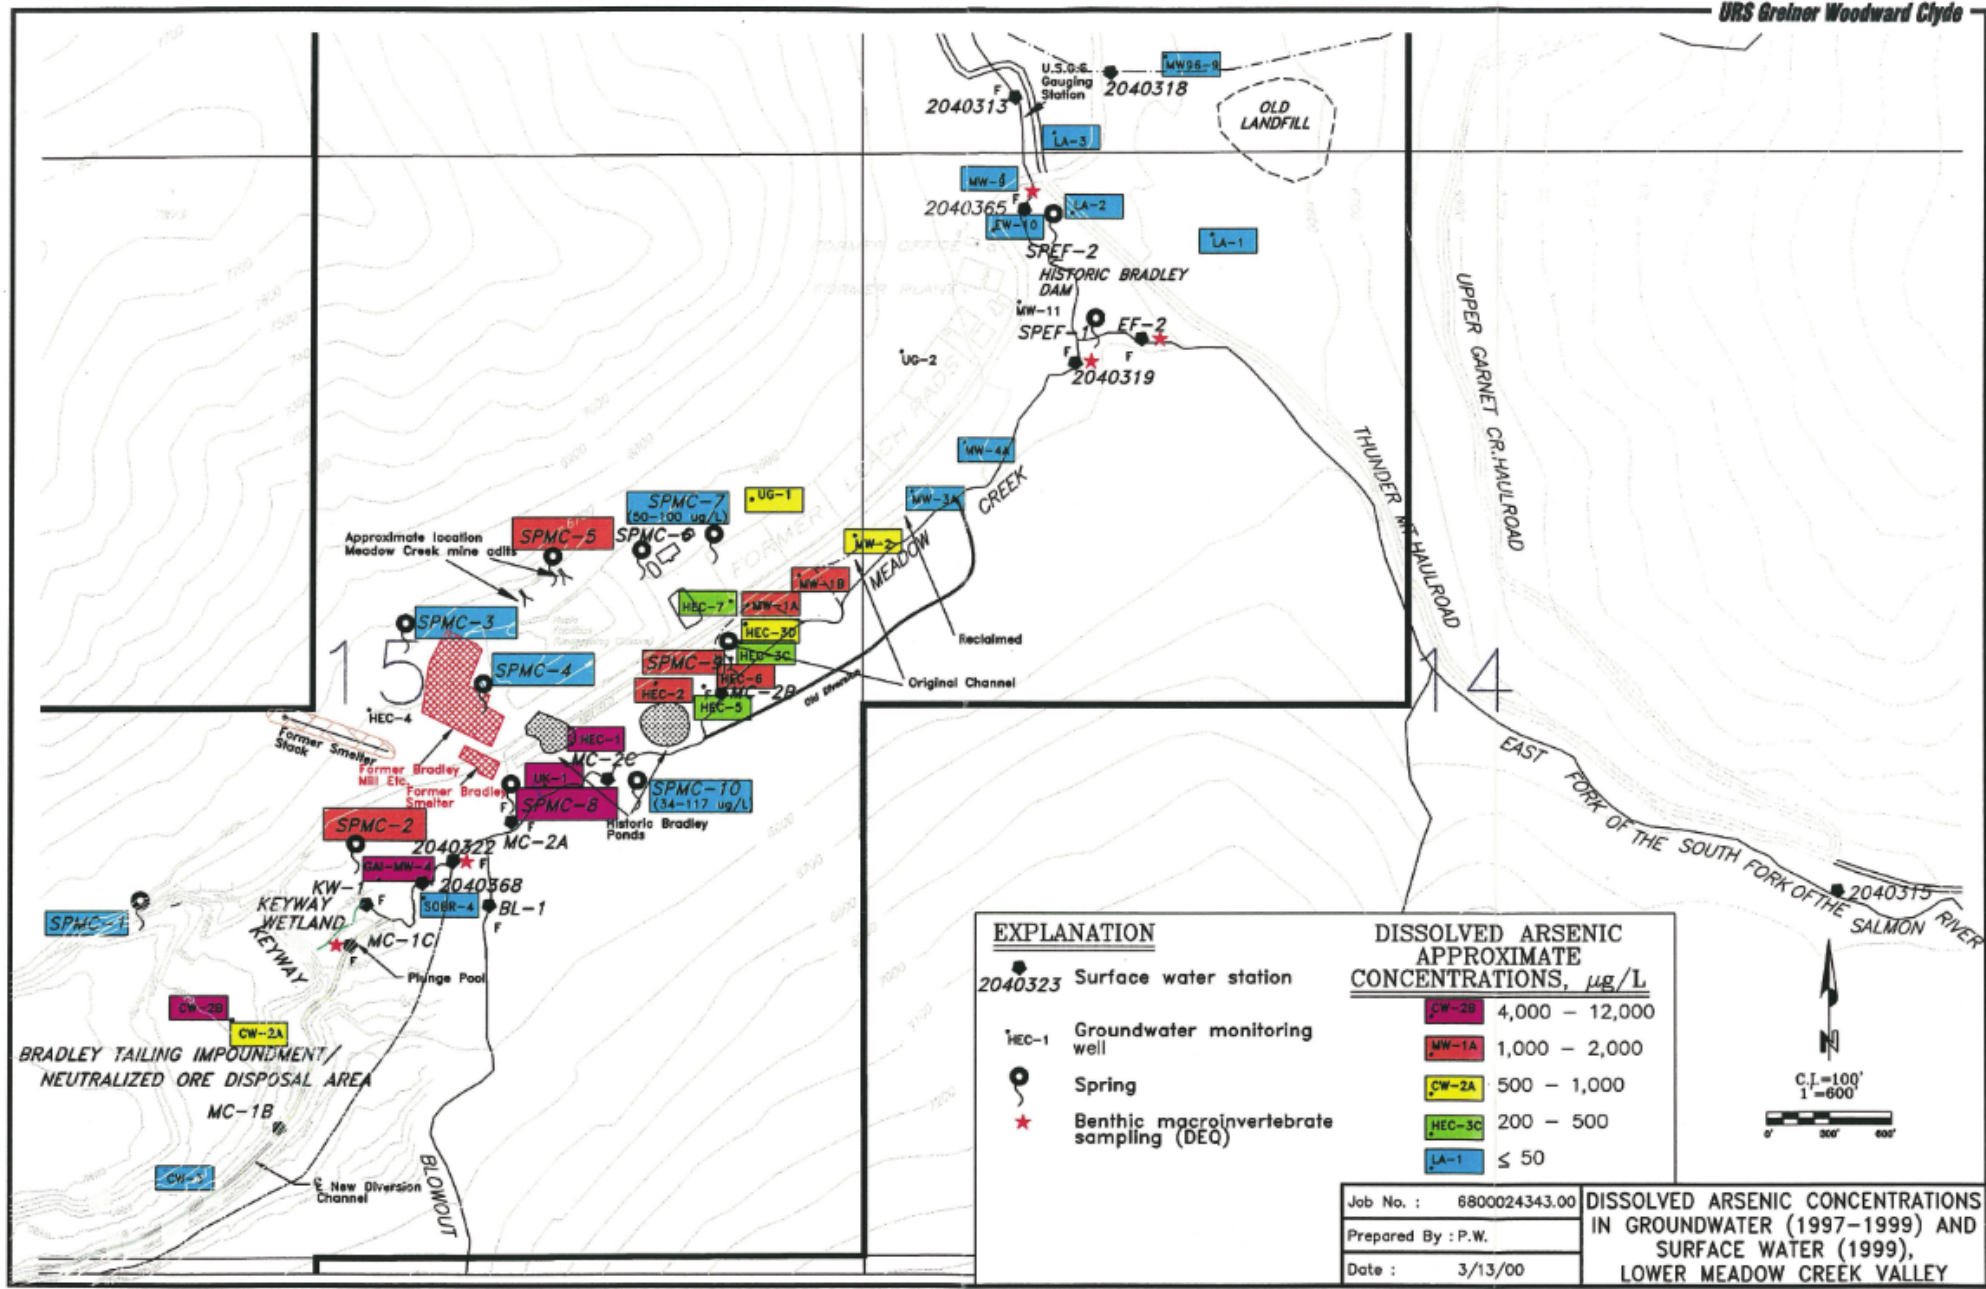 URS Greiner Woodward Clyde
U.S.G.S.
Gauging
Station
F
2040313
2040318
MW96-9
OLD
LANDFILL
LA-3
F
2040365
LA-2
LA-1
SPEF-2
HISTORIC BRADLEY
DAM
MW-11
SPEF-1
EF-2
F
F
2040319
UG-2
UPPER GARNET CR.HAULROAD
THUNDER MT HAULROAD
MW-4A
MW-3A
CREEK
MEADOW
FORMER LEACH PADS
SPMC-7
(50-100 ug/L)
UG-1
SPMC-5
Approximate location
Meadow Creek mine adits
MW-2
MW-1B
HEC-7
MW-1A
HEC-3D
HEC-3C
SPMC-3
SPMC-4
15
SPMC-9
HEC-6
HEC-2
MC-2B
HEC-5
Old Diversion
Reclaimed
Original Channel
14
HEC-4
Former Smelter
Stack
Former Bradley
Mill Etc.
Former Bradley
Smelter
HEC-1
MC-2C
UK-1
SPMC-8
SPMC-10
(34-117 ug/L)
Historic Bradley
Ponds
F
F
MC-2A
SPMC-2
2040322
F
GAI-MW-4
2040368
KW-1
F
KEYWAY
WETLAND
KEYWAY
BL-1
F
MC-1C
F
Plunge Pool
SPMC-1
CW-2B
CW-2A
BRADLEY TAILING IMPOUNDMENT/
NEUTRALIZED ORE DISPOSAL AREA
MC-1B
New Diversion
Channel
BLOWOUT
EAST FORK OF THE SOUTH FORK OF THE
SALMON RIVER
2040315
EXPLANATION
2040323 Surface water station
HEC-1 Groundwater monitoring
well
Spring
Benthic macroinvertebrate
sampling (DEQ)
DISSOLVED ARSENIC
APPROXIMATE
CONCENTRATIONS, µg/L
CW-2B 4,000 - 12,000
MW-1A 1,000 - 2,000
CW-2A 500 - 1,000
HEC-3C 200 - 500
LA-1 ≤ 50
N
C.I.=100'
1"=600'
0' 300' 600'
Job No. : 6800024343.00
Prepared By : P.W.
Date : 3/13/00
DISSOLVED ARSENIC CONCENTRATIONS
IN GROUNDWATER (1997-1999) AND
SURFACE WATER (1999),
LOWER MEADOW CREEK VALLEY